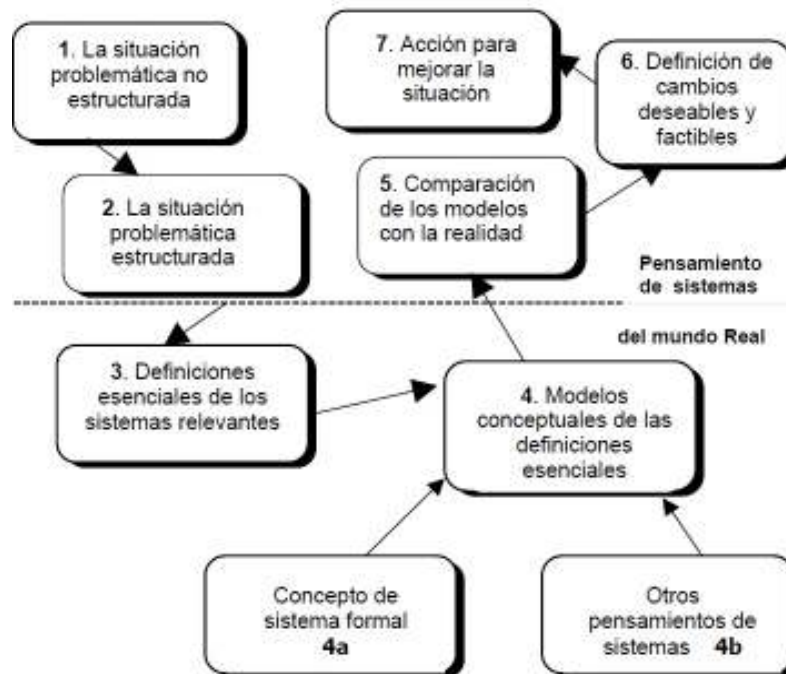 1. La situación
problemática no
estructurada
2. La situación
problemática
estructurada
3. Definiciones
esenciales de los
sistemas relevantes
4. Modelos
conceptuales de las
definiciones
esenciales
Concepto de
sistema formal
4a
Otros
pensamientos de
sistemas 4b
5. Comparación
de los modelos
con la realidad
6. Definición de
cambios
deseables y
factibles
7. Acción para
mejorar la
situación
Pensamiento
de sistemas
del mundo Real